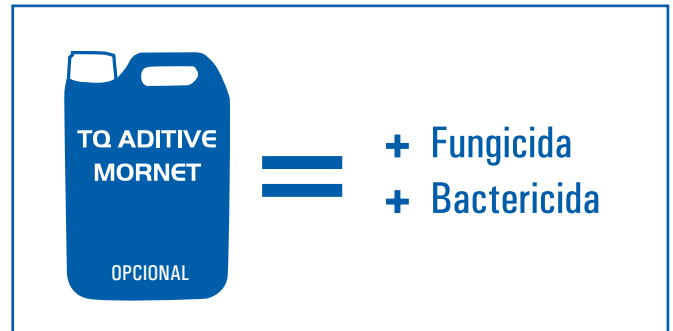 TQ ADITIVE
MORNET
OPCIONAL
=
+ Fungicida
+ Bactericida